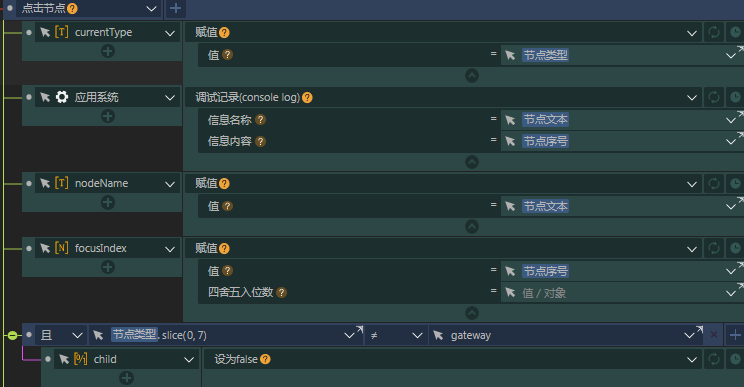 点击节点?
currentType 赋值?
值? = 节点类型
应用系统 调试记录(console log)?
信息名称? = 节点文本
信息内容? = 节点序号
nodeName 赋值?
值? = 节点文本
focusIndex 赋值?
值? = 节点序号
四舍五入位数? = 值 / 对象
且 节点类型.slice(0, 7) ≠ gateway
child 设为false?